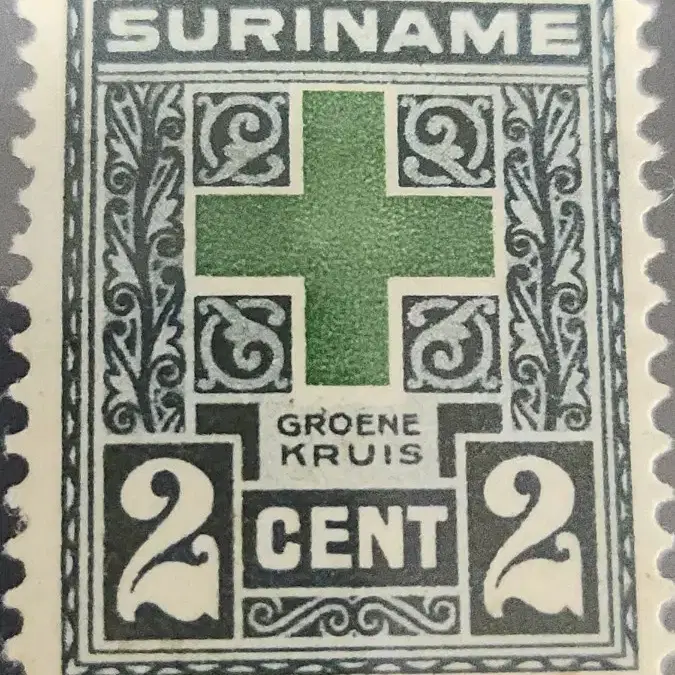 SURINAME
GROENE
KRUIS
2 CENT 2